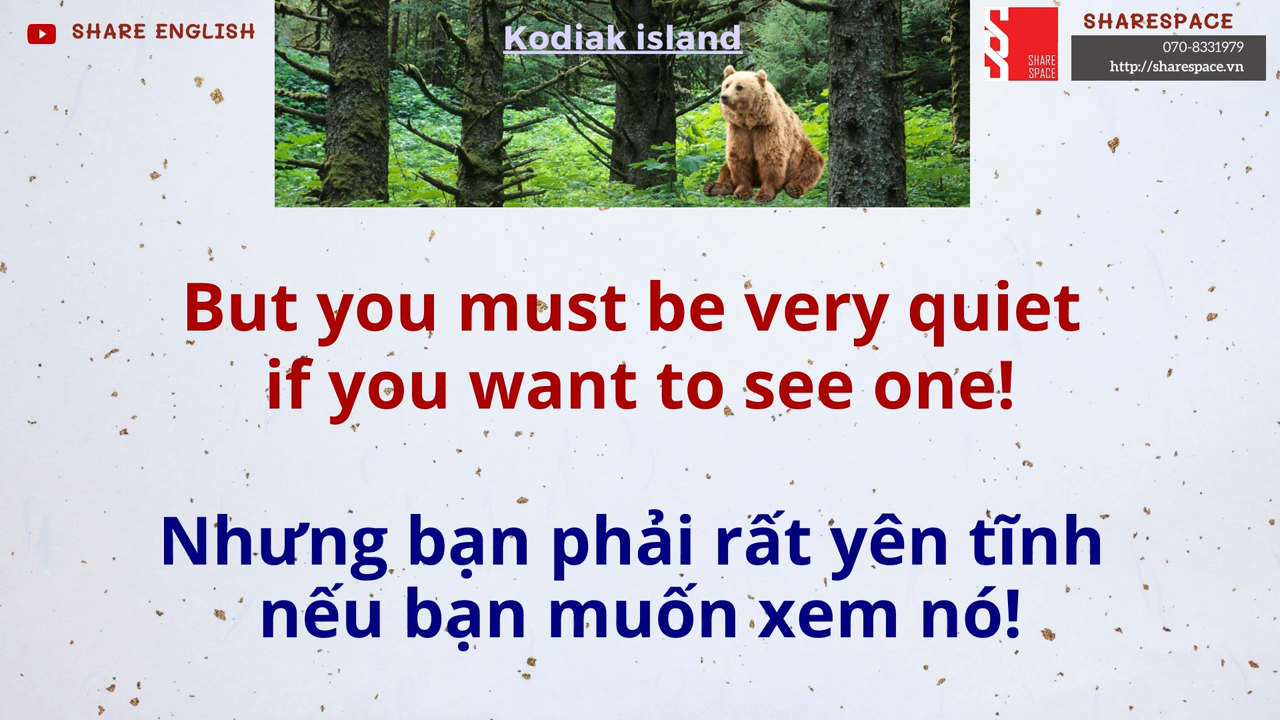 SHARE ENGLISH
Kodiak island
SHARE
SPACE
SHARESPACE
070-8331979
http://sharespace.vn
But you must be very quiet
if you want to see one!
Nhưng bạn phải rất yên tĩnh
nếu bạn muốn xem nó!